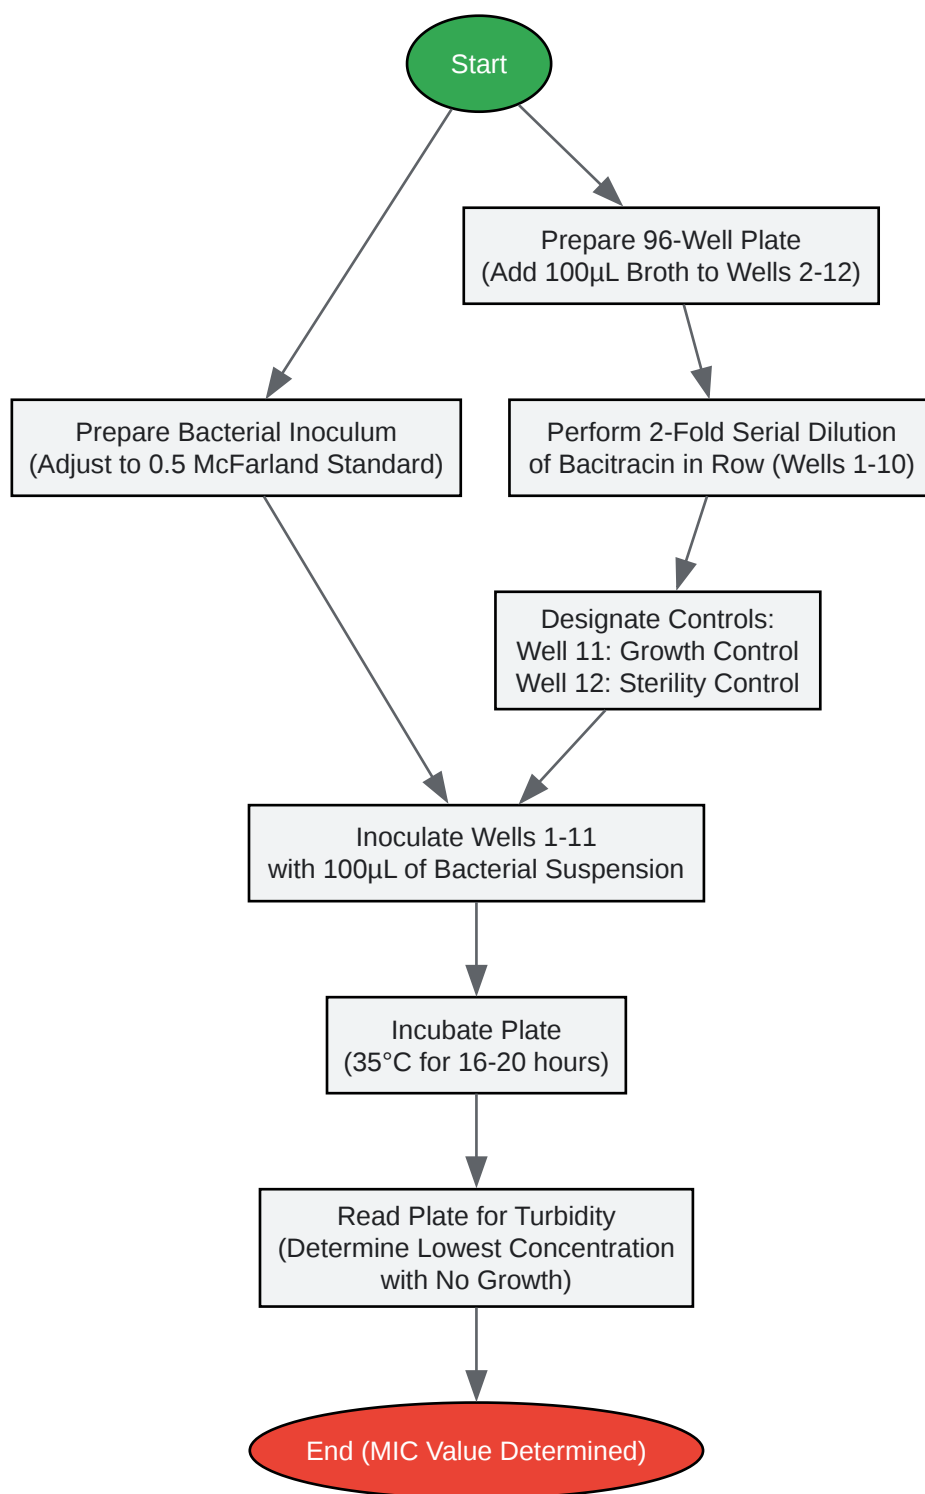 Start
Prepare 96-Well Plate
(Add 100µL Broth to Wells 2-12)
Prepare Bacterial Inoculum
(Adjust to 0.5 McFarland Standard)
Perform 2-Fold Serial Dilution
of Bacitracin in Row (Wells 1-10)
Designate Controls:
Well 11: Growth Control
Well 12: Sterility Control
Inoculate Wells 1-11
with 100µL of Bacterial Suspension
Incubate Plate
(35°C for 16-20 hours)
Read Plate for Turbidity
(Determine Lowest Concentration
with No Growth)
End (MIC Value Determined)